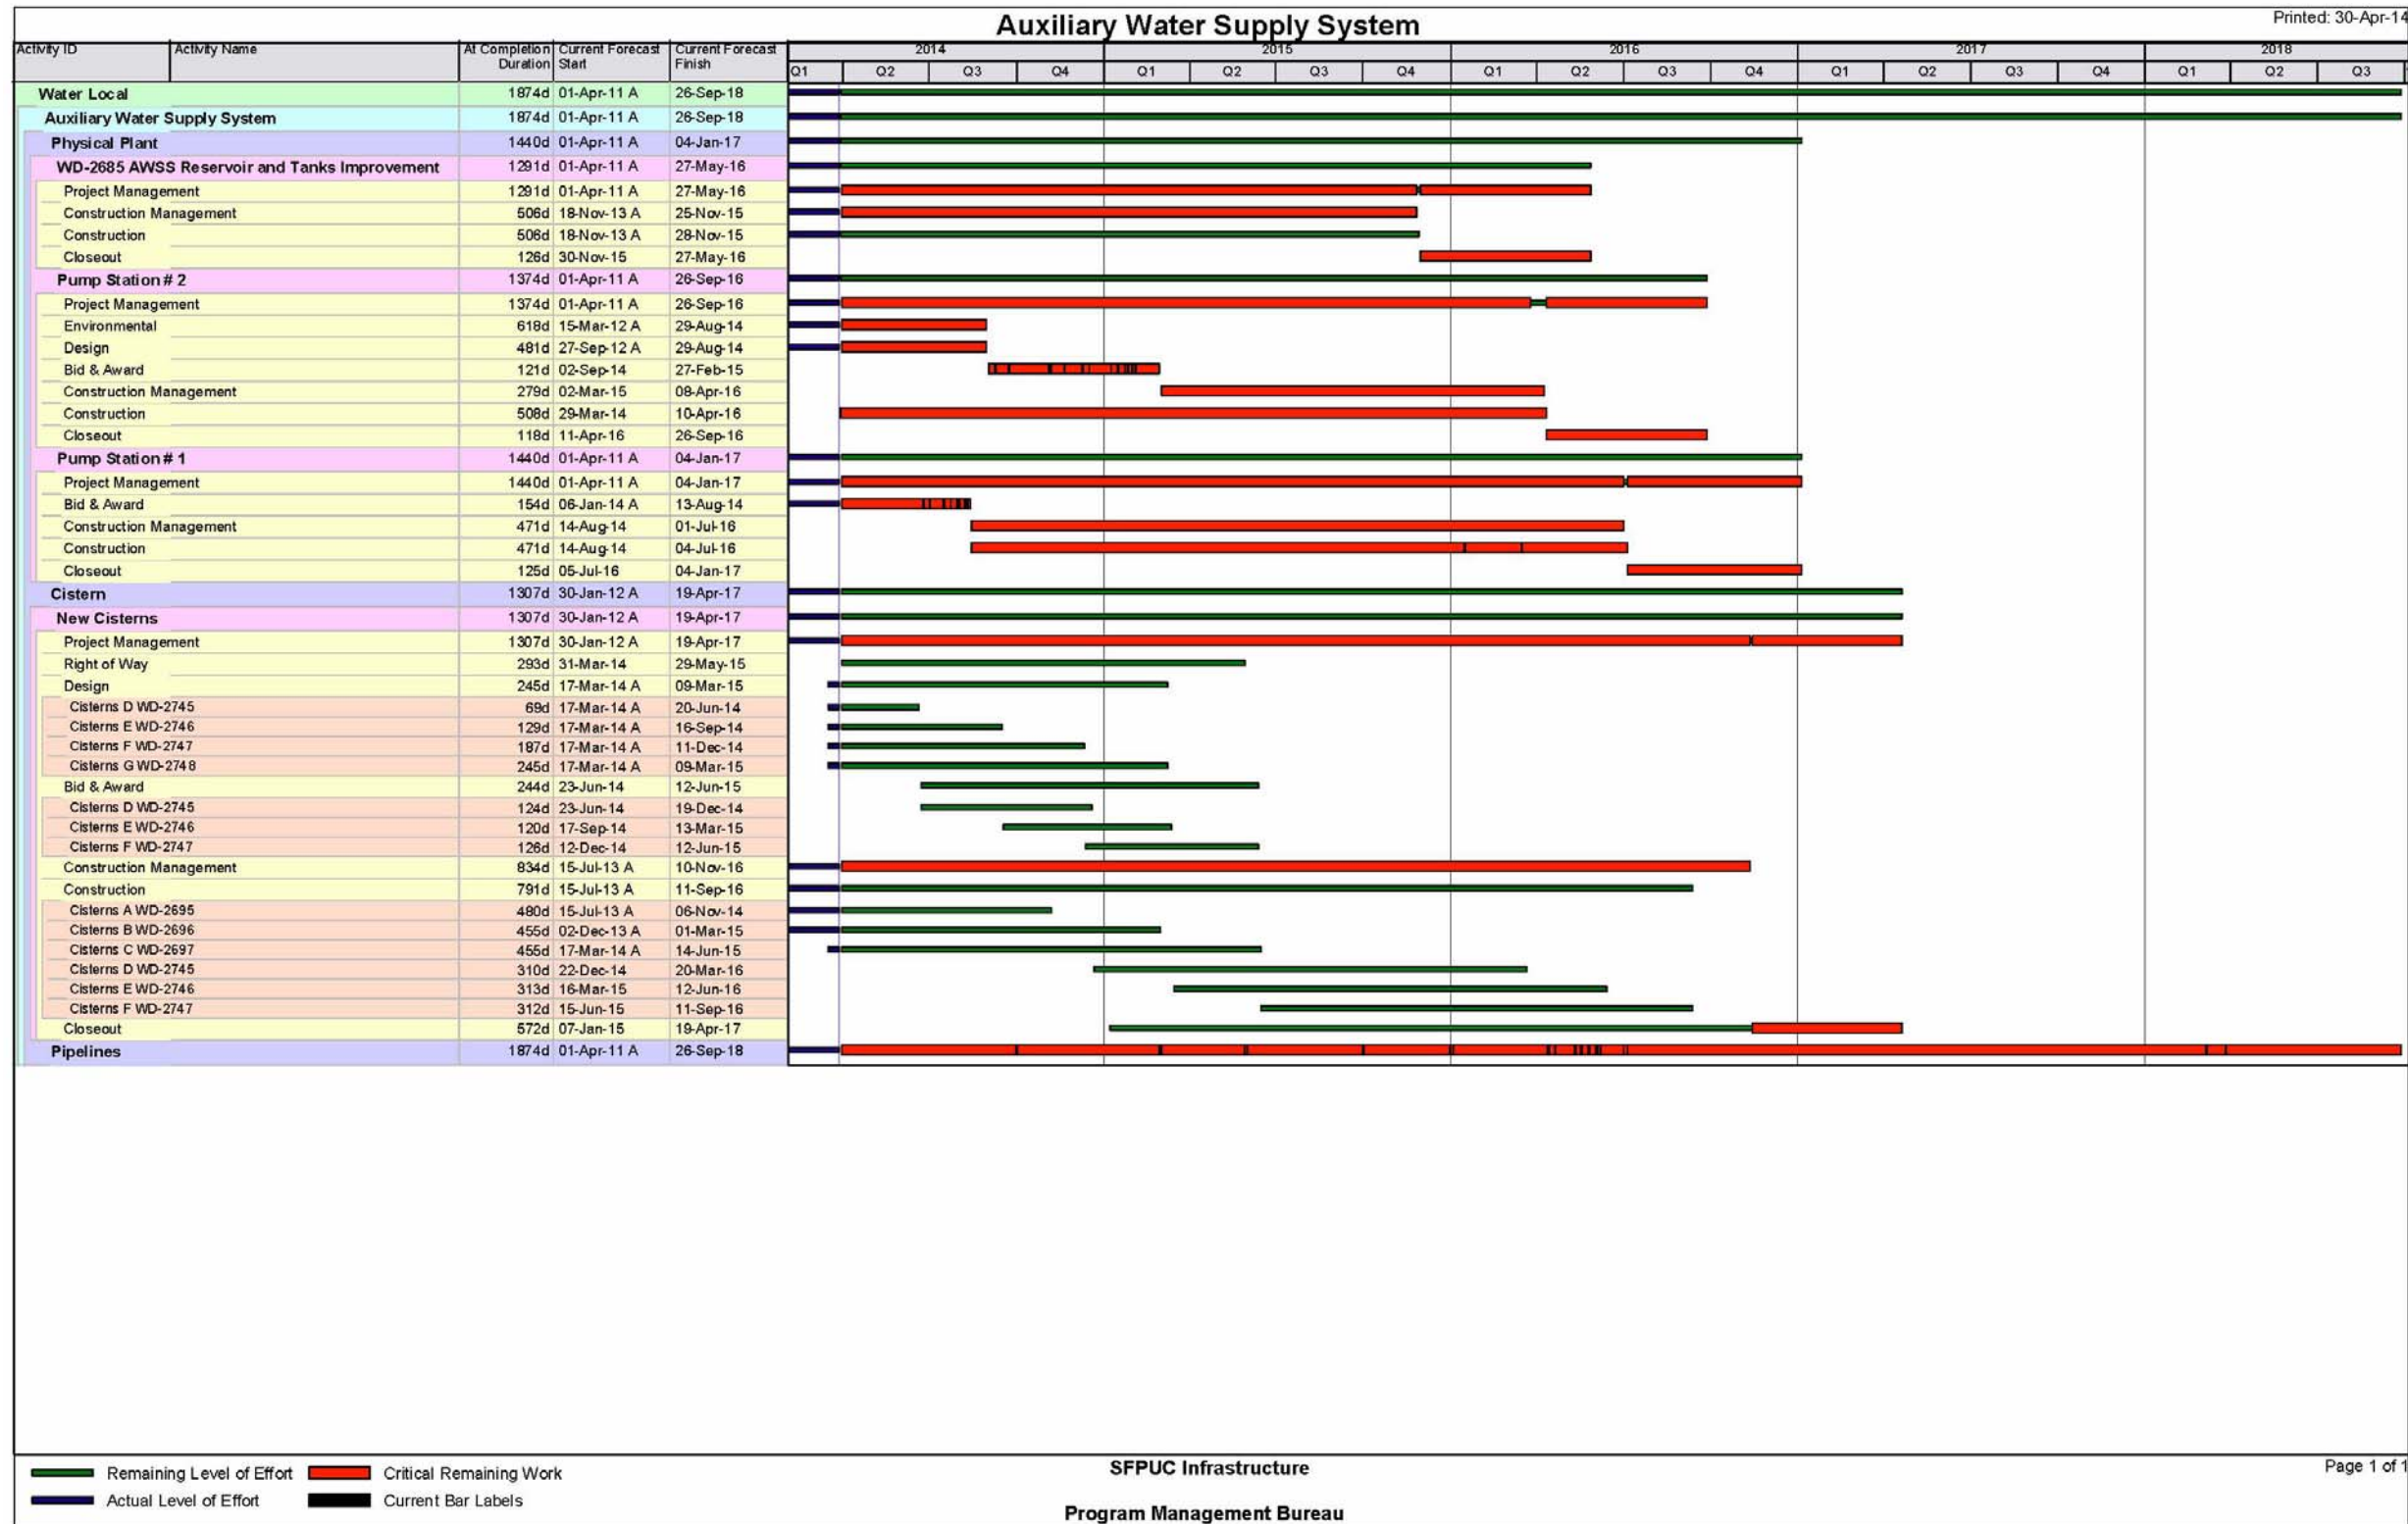 Auxiliary Water Supply System
Printed: 30-Apr-14
Activity ID Activity Name At Completion Duration Current Forecast Start Current Forecast Finish 2014 2015 2016 2017 2018
Q1 Q2 Q3 Q4 Q1 Q2 Q3 Q4 Q1 Q2 Q3 Q4 Q1 Q2 Q3 Q4 Q1 Q2 Q3
Water Local 1874d 01-Apr-11 A 26-Sep-18
Auxiliary Water Supply System 1874d 01-Apr-11 A 26-Sep-18
Physical Plant 1440d 01-Apr-11 A 04-Jan-17
WD-2685 AWSS Reservoir and Tanks Improvement 1291d 01-Apr-11 A 27-May-16
Project Management 1291d 01-Apr-11 A 27-May-16
Construction Management 506d 18-Nov-13 A 25-Nov-15
Construction 506d 18-Nov-13 A 28-Nov-15
Closeout 126d 30-Nov-15 27-May-16
Pump Station # 2 1374d 01-Apr-11 A 26-Sep-16
Project Management 1374d 01-Apr-11 A 26-Sep-16
Environmental 618d 15-Mar-12 A 29-Aug-14
Design 481d 27-Sep-12 A 29-Aug-14
Bid & Award 121d 02-Sep-14 27-Feb-15
Construction Management 279d 02-Mar-15 08-Apr-16
Construction 508d 29-Mar-14 10-Apr-16
Closeout 118d 11-Apr-16 26-Sep-16
Pump Station # 1 1440d 01-Apr-11 A 04-Jan-17
Project Management 1440d 01-Apr-11 A 04-Jan-17
Bid & Award 154d 06-Jan-14 A 13-Aug-14
Construction Management 471d 14-Aug-14 01-Jul-16
Construction 471d 14-Aug-14 04-Jul-16
Closeout 125d 05-Jul-16 04-Jan-17
Cistern 1307d 30-Jan-12 A 19-Apr-17
New Cisterns 1307d 30-Jan-12 A 19-Apr-17
Project Management 1307d 30-Jan-12 A 19-Apr-17
Right of Way 293d 31-Mar-14 29-May-15
Design 245d 17-Mar-14 A 09-Mar-15
Cisterns D WD-2745 69d 17-Mar-14 A 20-Jun-14
Cisterns E WD-2746 129d 17-Mar-14 A 16-Sep-14
Cisterns F WD-2747 187d 17-Mar-14 A 11-Dec-14
Cisterns G WD-2748 245d 17-Mar-14 A 09-Mar-15
Bid & Award 244d 23-Jun-14 12-Jun-15
Cisterns D WD-2745 124d 23-Jun-14 19-Dec-14
Cisterns E WD-2746 120d 17-Sep-14 13-Mar-15
Cisterns F WD-2747 126d 12-Dec-14 12-Jun-15
Construction Management 834d 15-Jul-13 A 10-Nov-16
Construction 791d 15-Jul-13 A 11-Sep-16
Cisterns A WD-2695 480d 15-Jul-13 A 06-Nov-14
Cisterns B WD-2696 455d 02-Dec-13 A 01-Mar-15
Cisterns C WD-2697 455d 17-Mar-14 A 14-Jun-15
Cisterns D WD-2745 310d 22-Dec-14 20-Mar-16
Cisterns E WD-2746 313d 16-Mar-15 12-Jun-16
Cisterns F WD-2747 312d 15-Jun-15 11-Sep-16
Closeout 572d 07-Jan-15 19-Apr-17
Pipelines 1874d 01-Apr-11 A 26-Sep-18
Remaining Level of Effort Critical Remaining Work
Actual Level of Effort Current Bar Labels
SFPUC Infrastructure
Program Management Bureau
Page 1 of 1